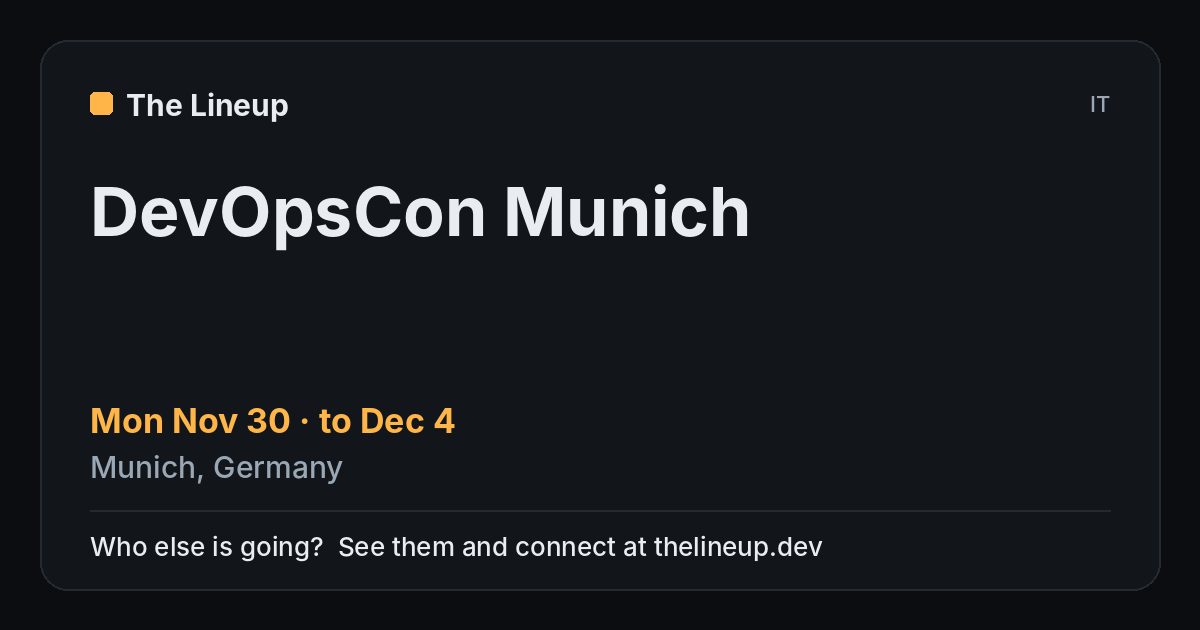 The Lineup
IT
DevOpsCon Munich
Mon Nov 30 · to Dec 4
Munich, Germany
Who else is going? See them and connect at thelineup.dev